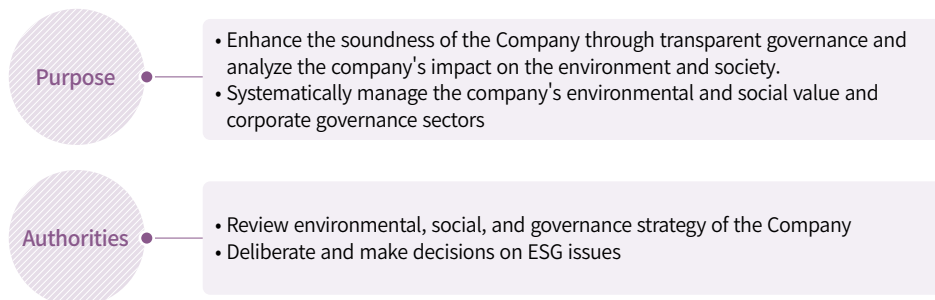 Purpose
• Enhance the soundness of the Company through transparent governance and
analyze the company's impact on the environment and society.
• Systematically manage the company's environmental and social value and
corporate governance sectors
Authorities
• Review environmental, social, and governance strategy of the Company
• Deliberate and make decisions on ESG issues